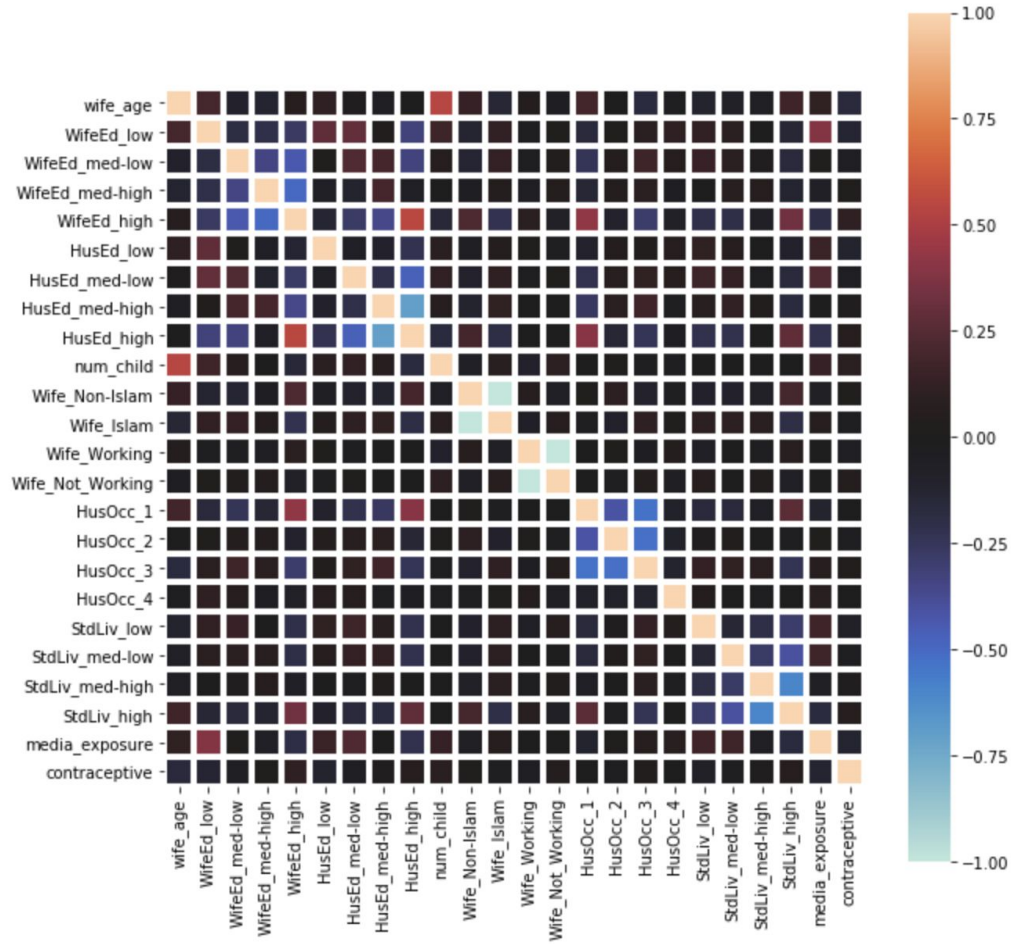 1.00
0.75
0.50
0.25
0.00
−0.25
−0.50
−0.75
−1.00
wife_age
WifeEd_low
WifeEd_med-low
WifeEd_med-high
WifeEd_high
HusEd_low
HusEd_med-low
HusEd_med-high
HusEd_high
num_child
Wife_Non-Islam
Wife_Islam
Wife_Working
Wife_Not_Working
HusOcc_1
HusOcc_2
HusOcc_3
HusOcc_4
StdLiv_low
StdLiv_med-low
StdLiv_med-high
StdLiv_high
media_exposure
contraceptive
wife_age
WifeEd_low
WifeEd_med-low
WifeEd_med-high
WifeEd_high
HusEd_low
HusEd_med-low
HusEd_med-high
HusEd_high
num_child
Wife_Non-Islam
Wife_Islam
Wife_Working
Wife_Not_Working
HusOcc_1
HusOcc_2
HusOcc_3
HusOcc_4
StdLiv_low
StdLiv_med-low
StdLiv_med-high
StdLiv_high
media_exposure
contraceptive